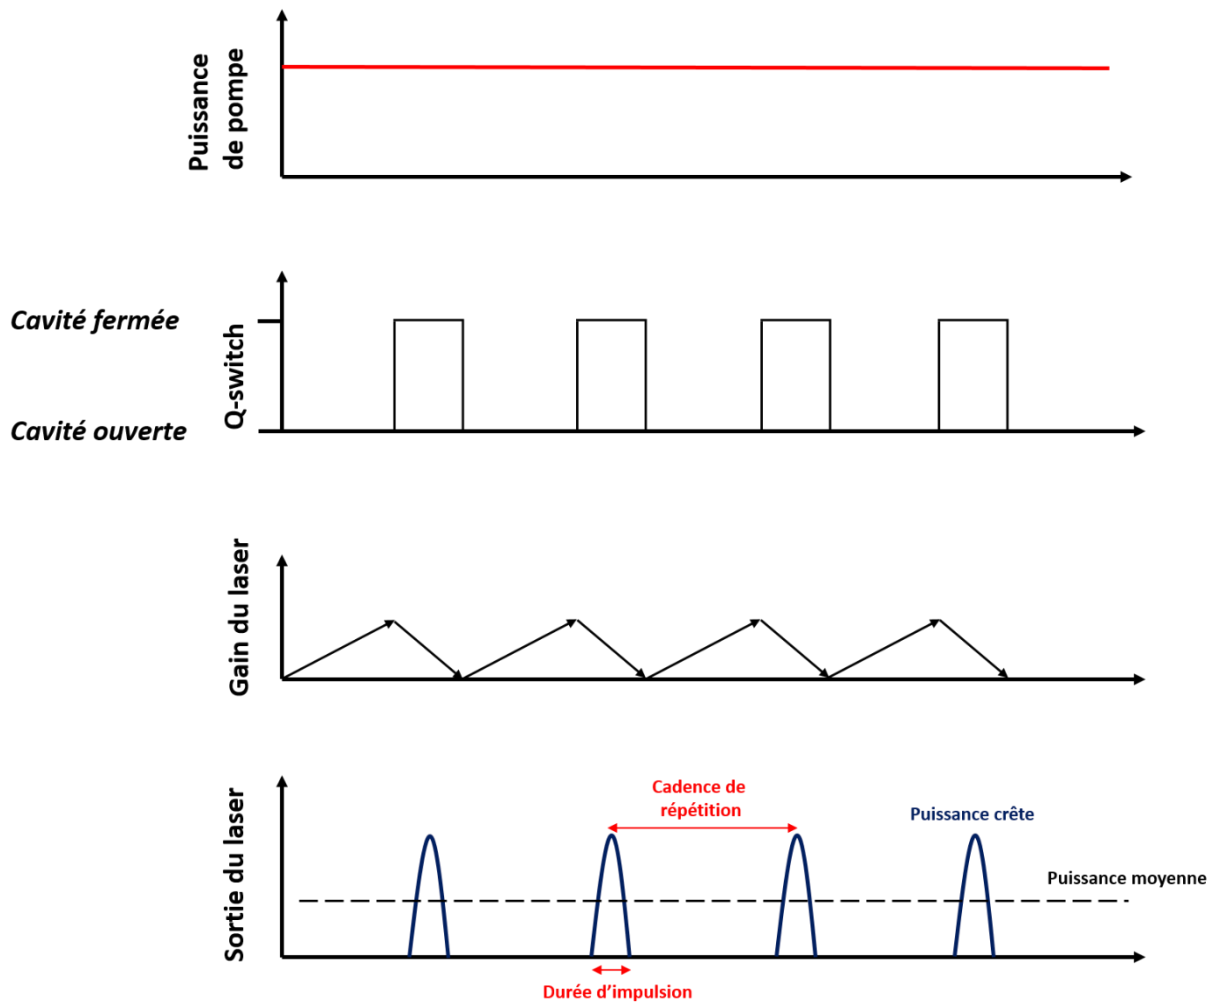 Puissance
de pompe
Cavité fermée
Q-switch
Cavité ouverte
Gain du laser
Sortie du laser
Cadence de
répétition
Puissance crête
Puissance moyenne
Durée d’impulsion